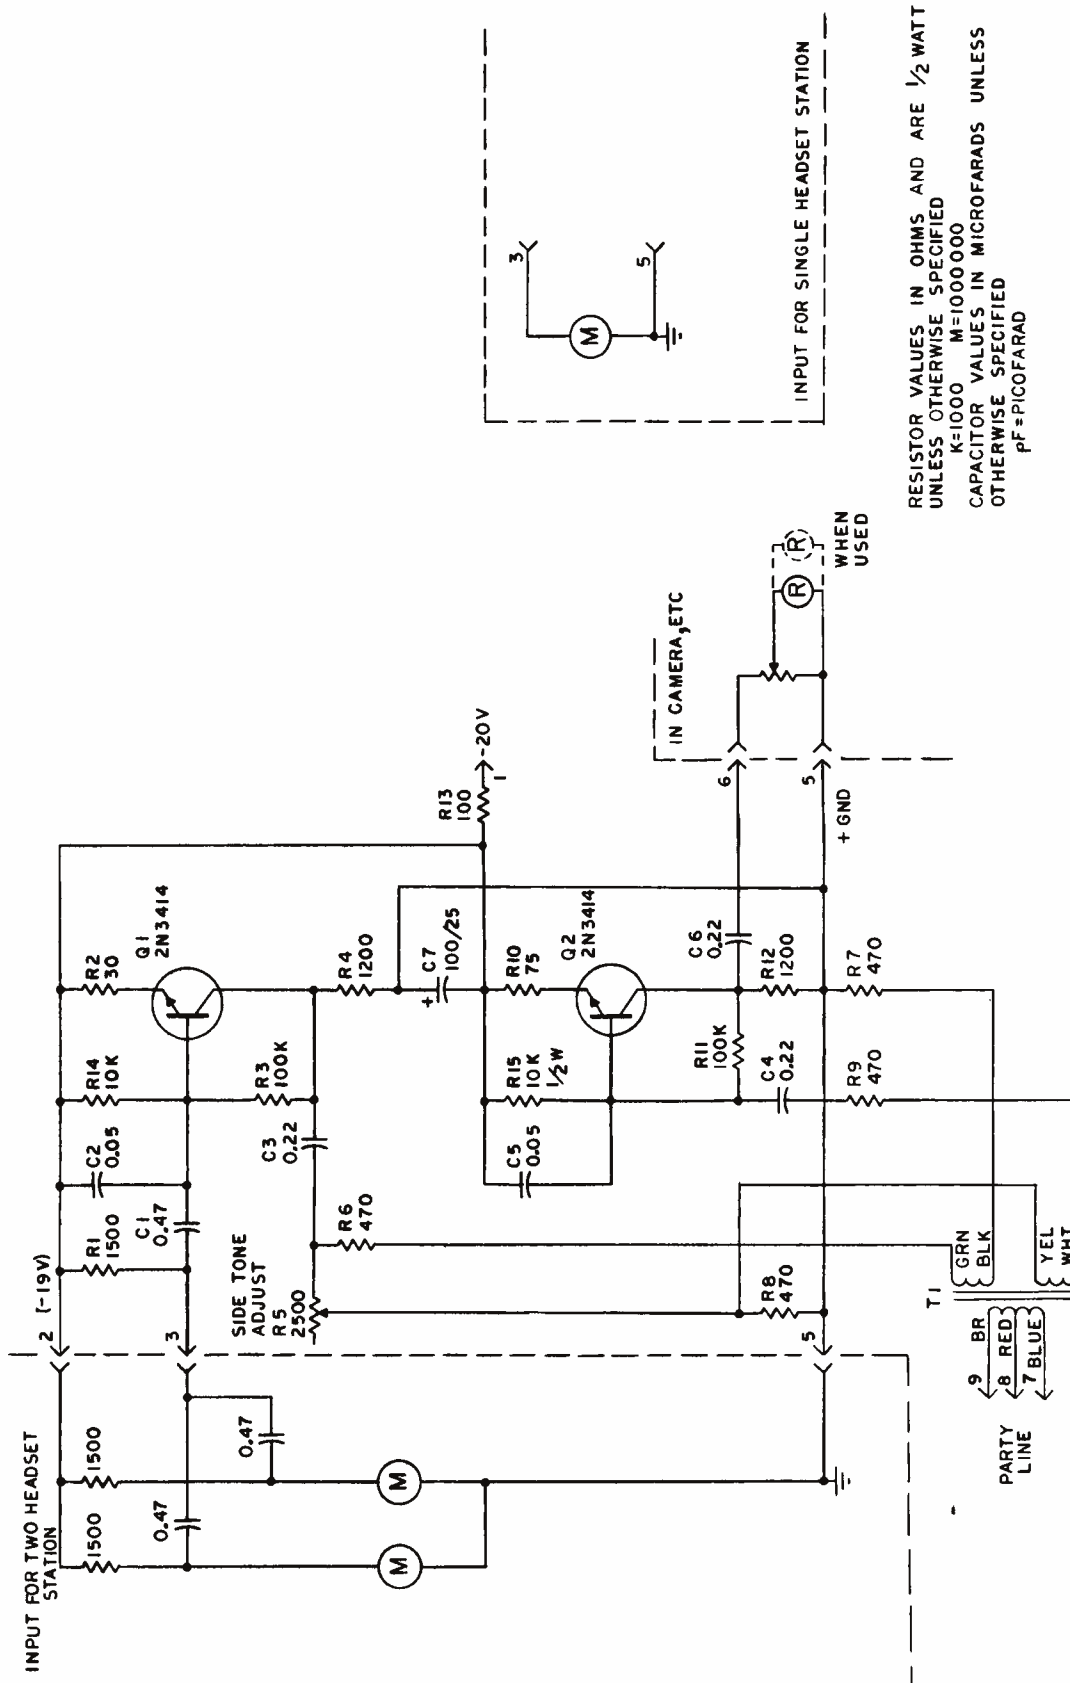 INPUT FOR TWO HEADSET
STATION
1500
1500
0.47
0.47
M
M
2
(-19V)
3
5
R1
1500
C2
0.05
R14
10K
R2
30
C1
0.47
Q1
2N3414
SIDE TONE
ADJUST
R5
2500
C3
0.22
R3
100K
R4
1200
R6
470
C7
+
100/25
R13
100
1
-20V
C5
0.05
R15
10K
1/2W
R10
75
Q2
2N3414
R8
470
R11
100K
C4
0.22
C6
0.22
R12
1200
R9
470
R7
470
6
5
+ GND
IN CAMERA, ETC
R
R
WHEN
USED
T1
GRN
BLK
YEL
WHT
9 BR
8 RED
7 BLUE
PARTY
LINE
3
5
M
INPUT FOR SINGLE HEADSET STATION
RESISTOR VALUES IN OHMS AND ARE 1/2 WATT
UNLESS OTHERWISE SPECIFIED
K=1000 M=1000000
CAPACITOR VALUES IN MICROFARADS UNLESS
OTHERWISE SPECIFIED
pF=PICOFARAD